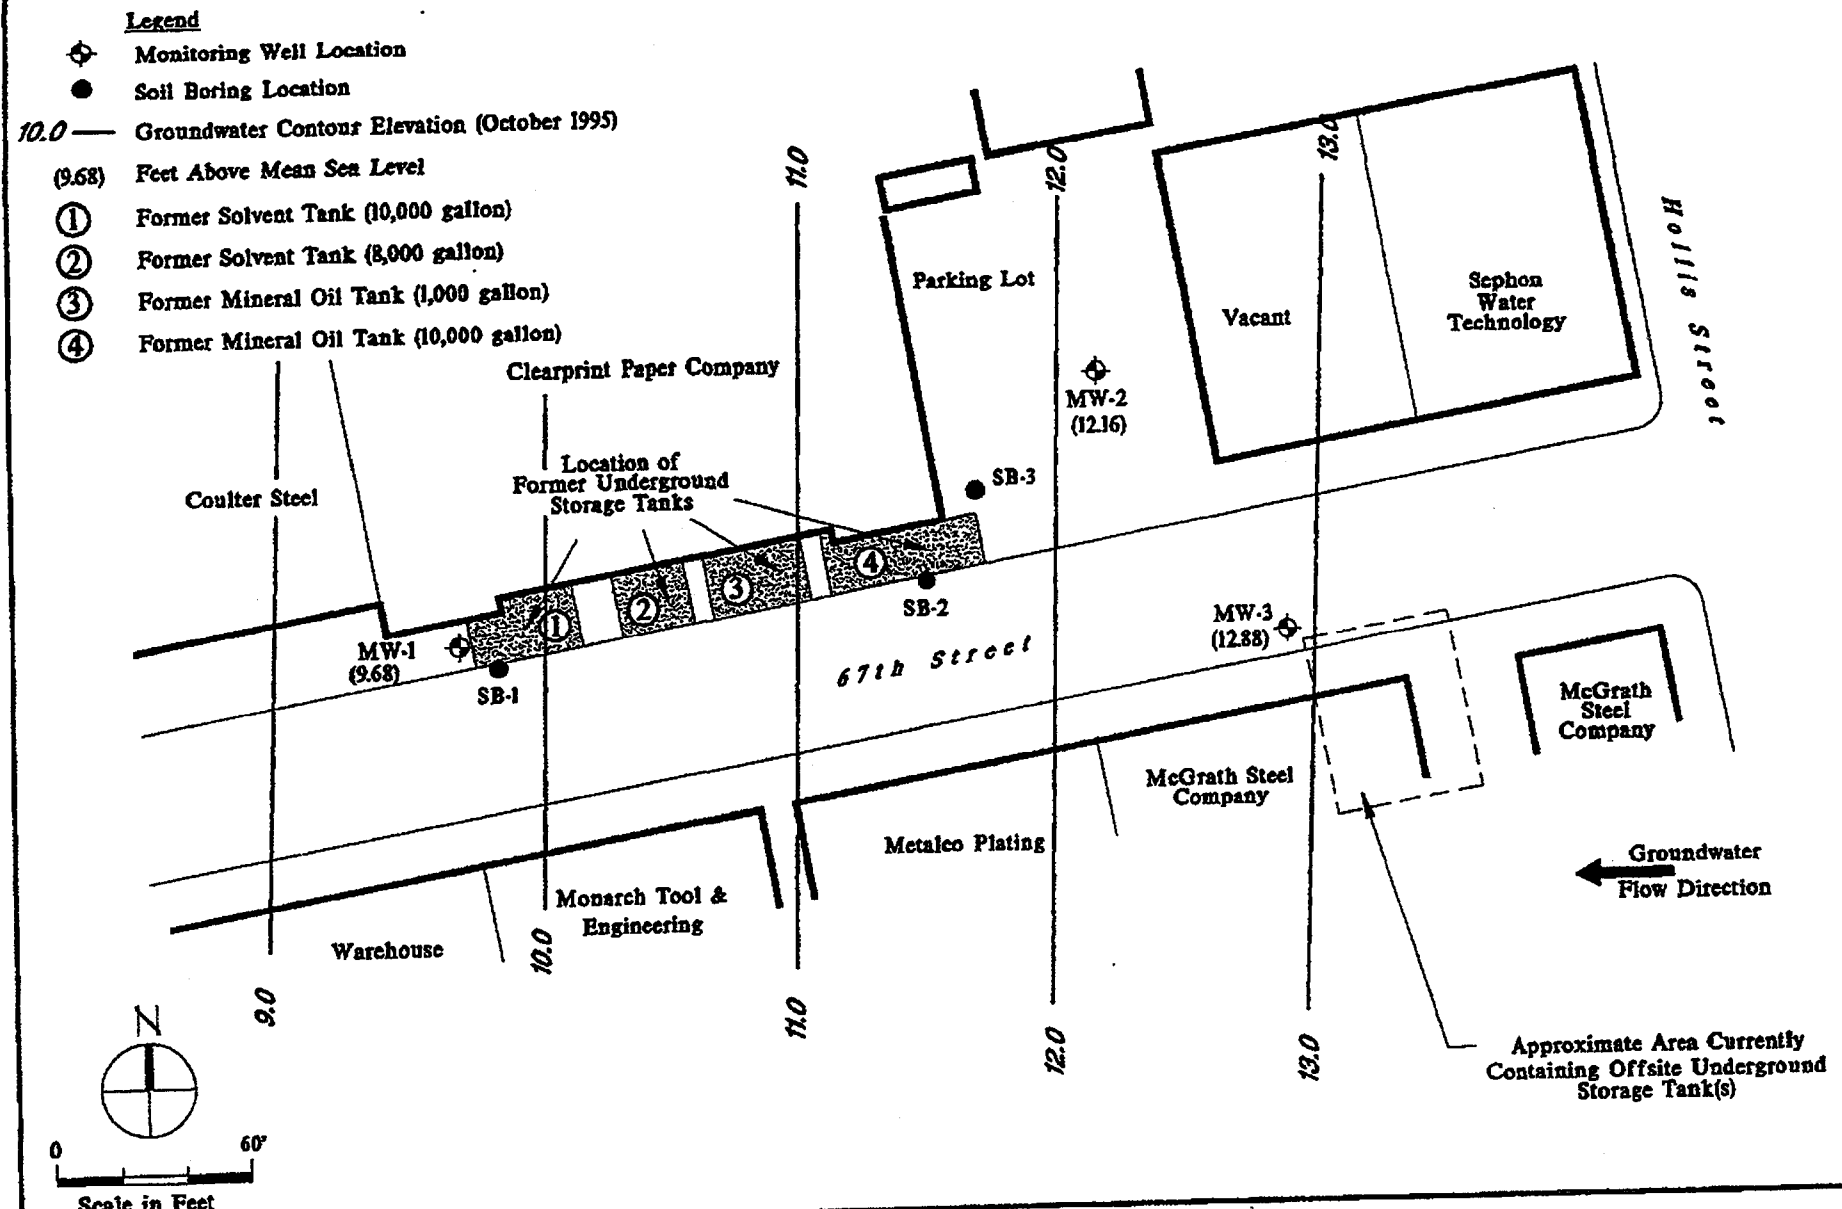 Legend
Monitoring Well Location
Soil Boring Location
10.0 — Groundwater Contour Elevation (October 1995)
(9.68) Feet Above Mean Sea Level
1 Former Solvent Tank (10,000 gallon)
2 Former Solvent Tank (8,000 gallon)
3 Former Mineral Oil Tank (1,000 gallon)
4 Former Mineral Oil Tank (10,000 gallon)
11.0
12.0
13.0
Parking Lot
Vacant
Sephon
Water
Technology
Hollis Street
Clearprint Paper Company
MW-2
(12.16)
Coulter Steel
Location of
Former Underground
Storage Tanks
SB-3
1
2
3
4
MW-1
(9.68)
SB-1
SB-2
67th Street
MW-3
(12.88)
McGrath
Steel
Company
McGrath Steel
Company
Metalco Plating
Monarch Tool &
Engineering
Warehouse
Groundwater
Flow Direction
9.0
10.0
11.0
12.0
13.0
Approximate Area Currently
Containing Offsite Underground
Storage Tank(s)
N
0 60'
Scale in Feet